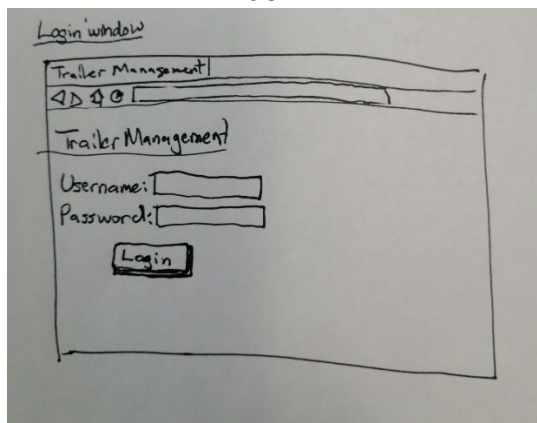 Login window
Trailer Management
Trailer Management
Username:
Password:
Login